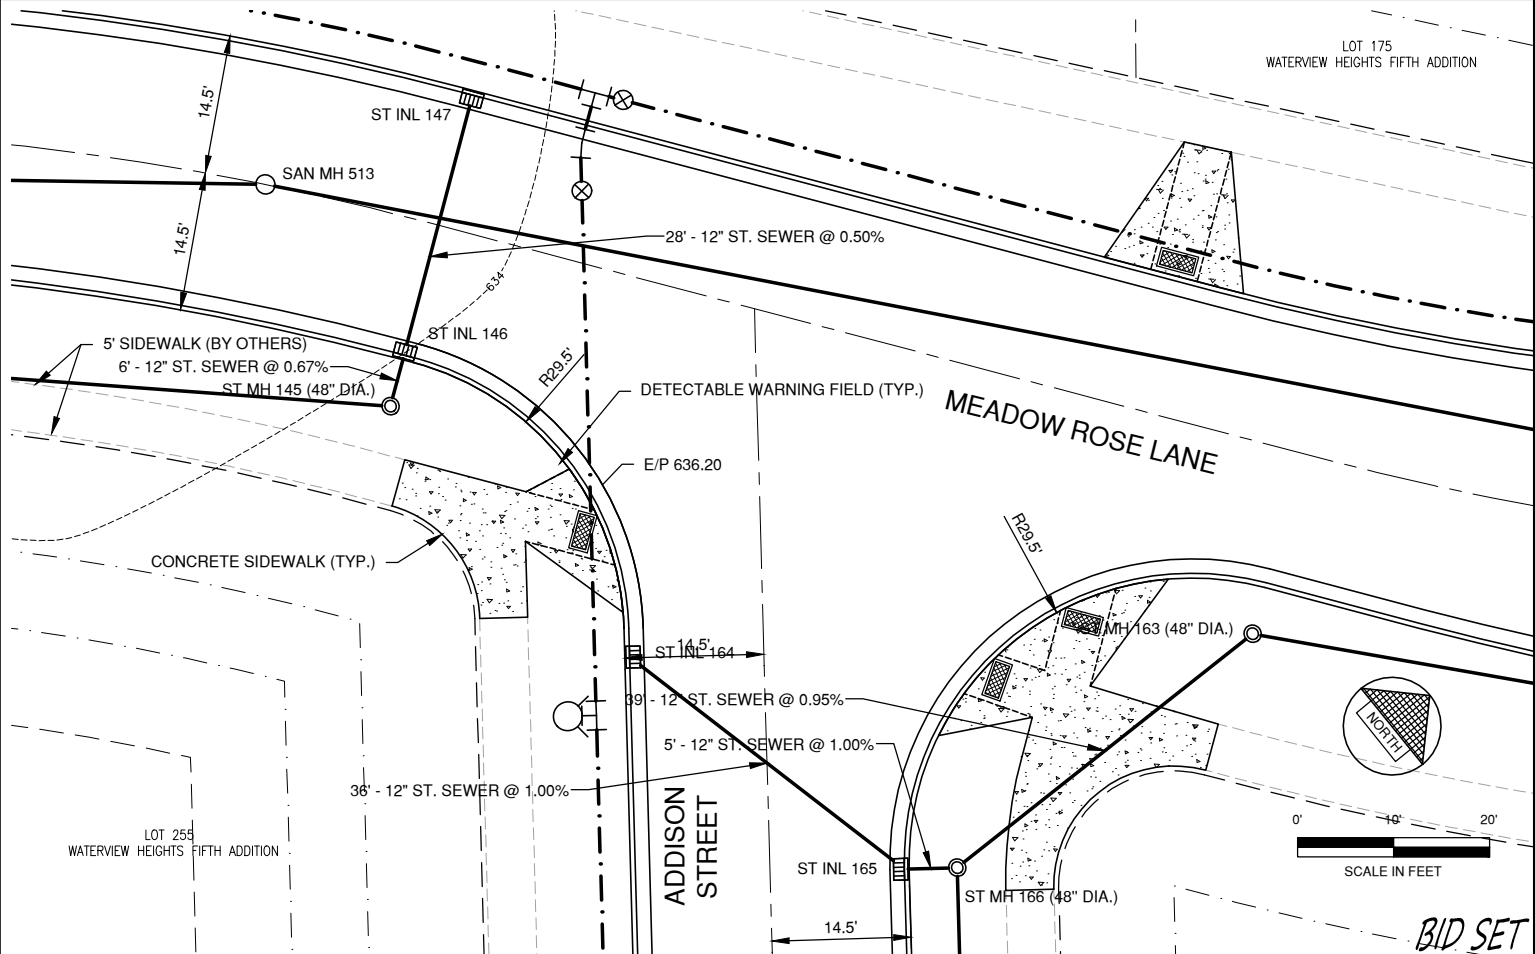 LOT 175
WATERVIEW HEIGHTS FIFTH ADDITION
14.5'
ST INL 147
SAN MH 513
14.5'
28' - 12" ST. SEWER @ 0.50%
634
ST INL 146
5' SIDEWALK (BY OTHERS)
6' - 12" ST. SEWER @ 0.67%
ST MH 145 (48" DIA.)
R29.5'
DETECTABLE WARNING FIELD (TYP.)
MEADOW ROSE LANE
E/P 636.20
R29.5'
CONCRETE SIDEWALK (TYP.)
14.5'
ST INL 164
ST MH 163 (48" DIA.)
39' - 12" ST. SEWER @ 0.95%
5' - 12" ST. SEWER @ 1.00%
36' - 12" ST. SEWER @ 1.00%
NORTH
ADDISON
STREET
LOT 255
WATERVIEW HEIGHTS FIFTH ADDITION
0' 10' 20'
SCALE IN FEET
ST INL 165
ST MH 166 (48" DIA.)
14.5'
BID SET